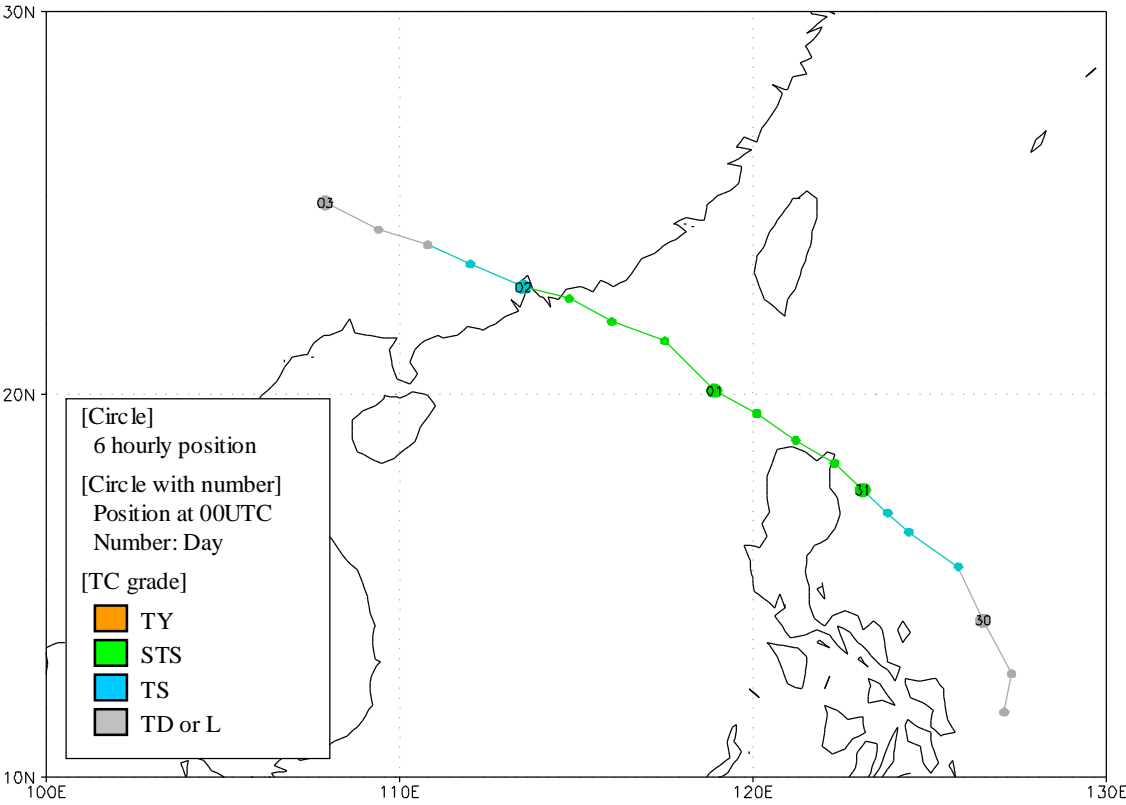 30N
03
02
20N
01
[Circle]
6 hourly position
31
[Circle with number]
Position at 00UTC
Number: Day
[TC grade]
TY
30
STS
TS
TD or L
10N
100E
110E
120E
130E